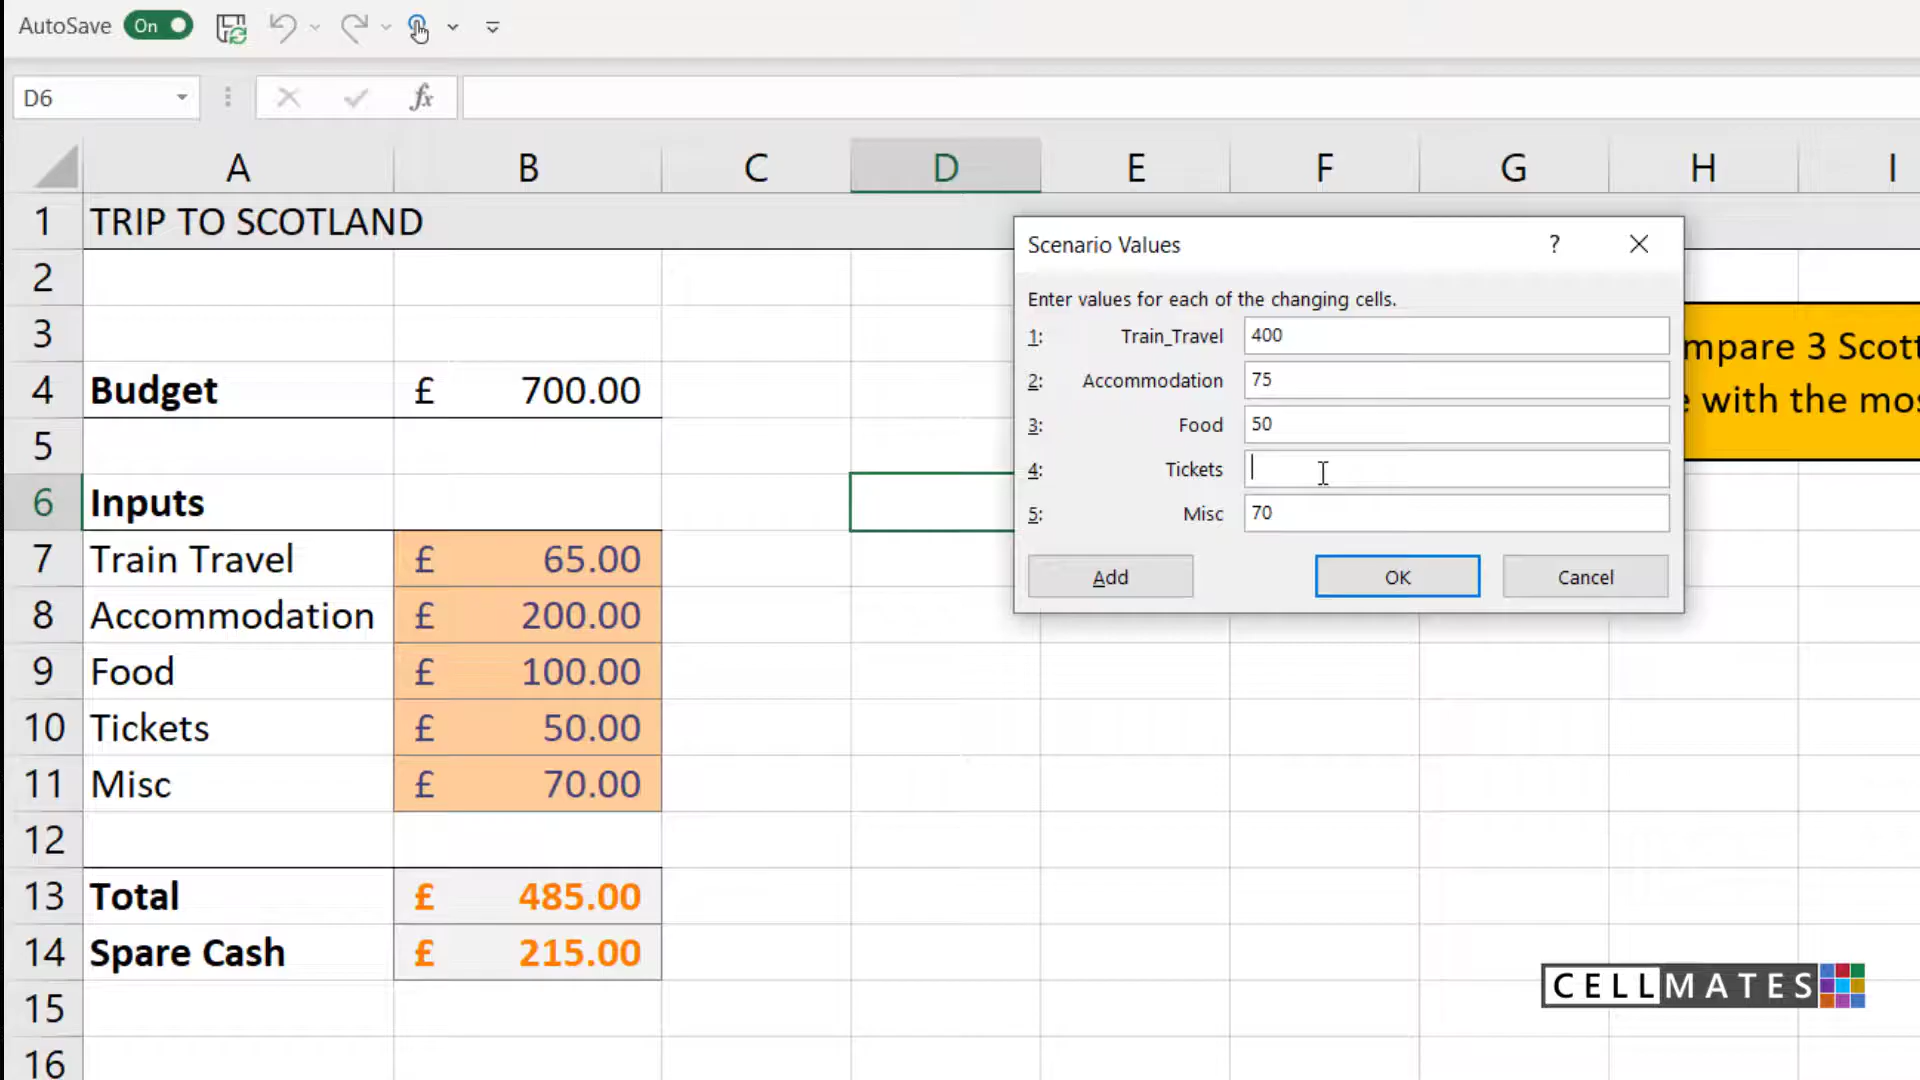 AutoSave On
D6 fx
A B C D E F G H I
1 TRIP TO SCOTLAND
2
3
4 Budget £ 700.00
5
6 Inputs
7 Train Travel £ 65.00
8 Accommodation £ 200.00
9 Food £ 100.00
10 Tickets £ 50.00
11 Misc £ 70.00
12
13 Total £ 485.00
14 Spare Cash £ 215.00
15
16
Scenario Values ?
Enter values for each of the changing cells.
1: Train_Travel 400
2: Accommodation 75
3: Food 50
4: Tickets
5: Misc 70
Add OK Cancel
mpare 3 Scott
e with the mos
CELLMATES